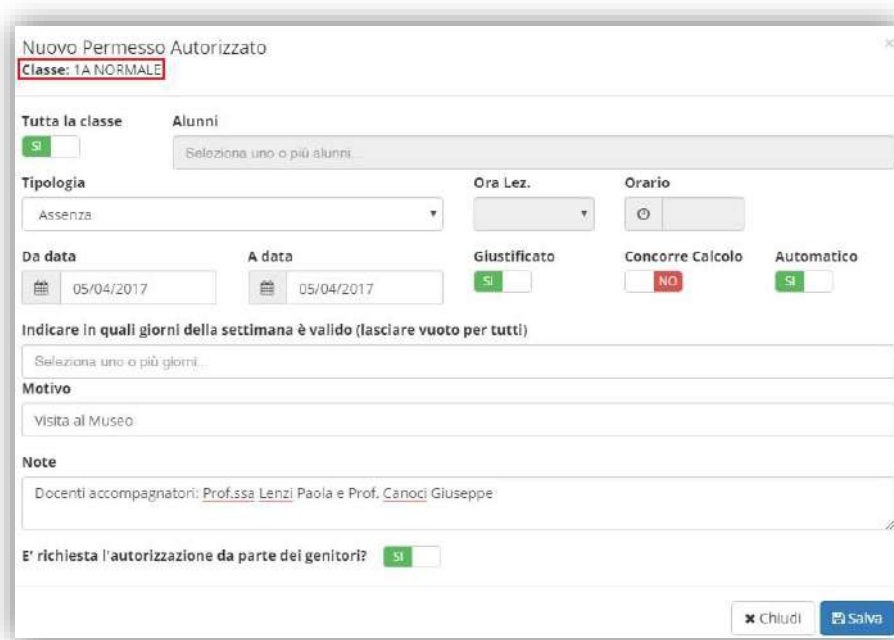 Nuovo Permesso Autorizzato ×
Classe: 1A NORMALE
Tutta la classe Alunni
SI Seleziona uno o più alunni...
Tipologia Ora Lez. Orario
Assenza
Da data A data Giustificato Concorre Calcolo Automatico
05/04/2017 05/04/2017 SI NO SI
Indicare in quali giorni della settimana è valido (lasciare vuoto per tutti)
Seleziona uno o più giorni...
Motivo
Visita al Museo
Note
Docenti accompagnatori: Prof.ssa Lenzi Paola e Prof. Canoci Giuseppe
E' richiesta l'autorizzazione da parte dei genitori? SI
× Chiudi Salva